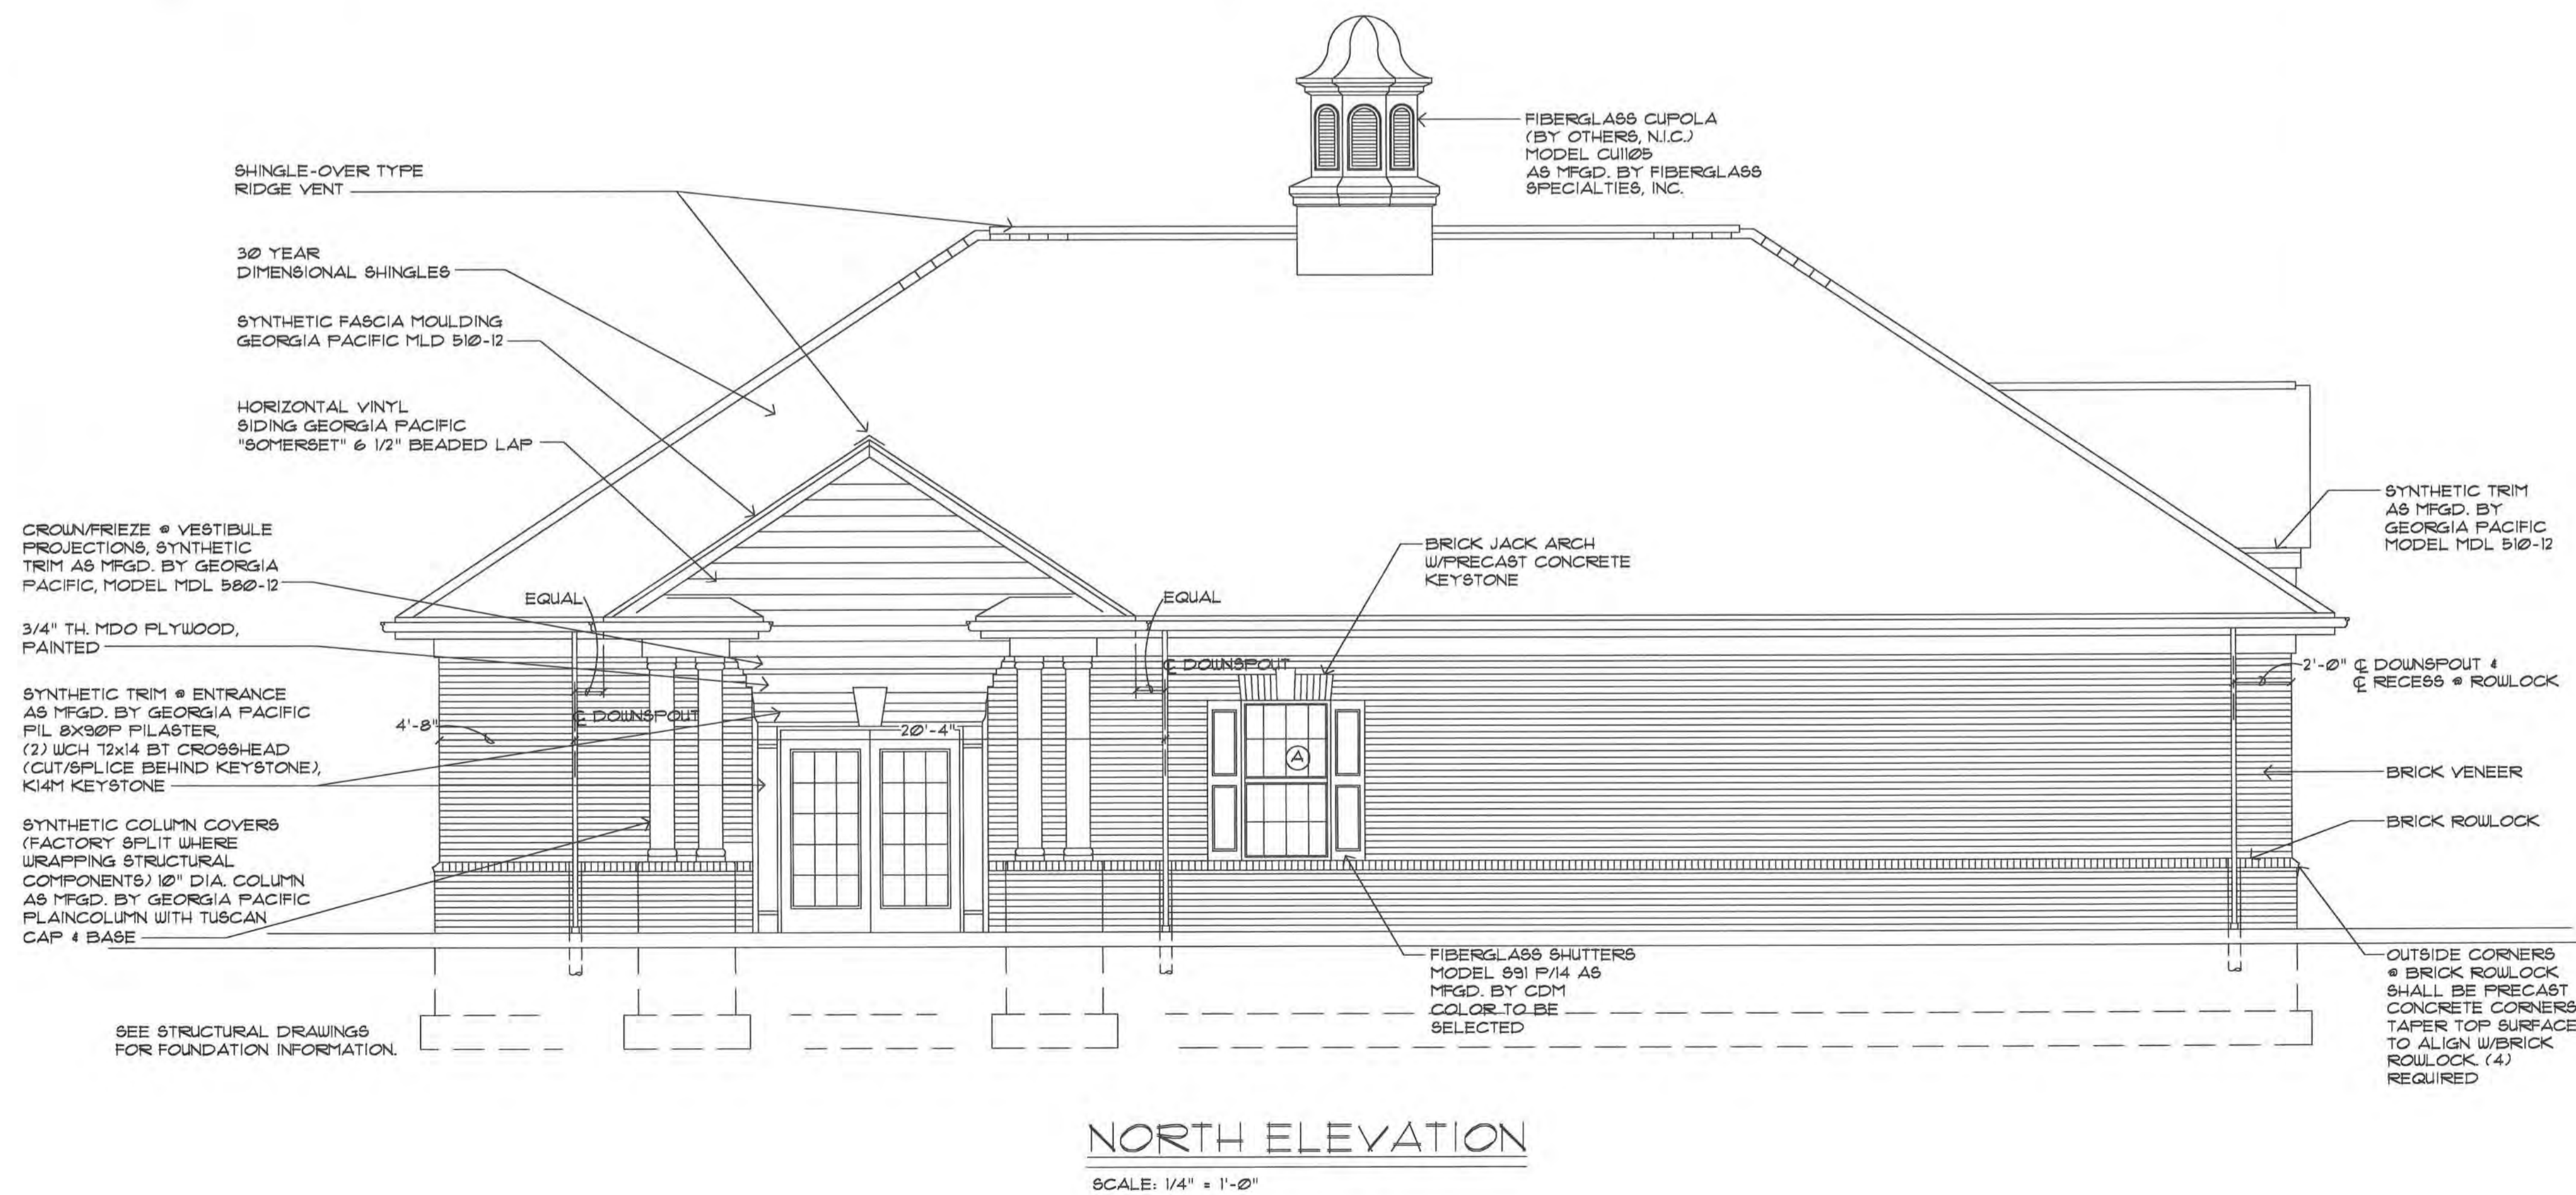 FIBERGLASS CUPOLA
(BY OTHERS, N.I.C.)
MODEL CU1105
AS MFGD. BY FIBERGLASS
SPECIALTIES, INC.
SHINGLE-OVER TYPE
RIDGE VENT
30 YEAR
DIMENSIONAL SHINGLES
SYNTHETIC FASCIA MOULDING
GEORGIA PACIFIC MLD 510-12
HORIZONTAL VINYL
SIDING GEORGIA PACIFIC
"SOMERSET" 6 1/2" BEADED LAP
CROWN/FRIEZE @ VESTIBULE
PROJECTIONS, SYNTHETIC
TRIM AS MFGD. BY GEORGIA
PACIFIC, MODEL MDL 580-12
3/4" TH. MDO PLYWOOD,
PAINTED
SYNTHETIC TRIM @ ENTRANCE
AS MFGD. BY GEORGIA PACIFIC
PIL 8X90P PILASTER,
(2) WCH 72x14 BT CROSSHEAD
(CUT/SPLICE BEHIND KEYSTONE),
K14M KEYSTONE
SYNTHETIC COLUMN COVERS
(FACTORY SPLIT WHERE
WRAPPING STRUCTURAL
COMPONENTS) 10" DIA. COLUMN
AS MFGD. BY GEORGIA PACIFIC
PLAINCOLUMN WITH TUSCAN
CAP & BASE
SEE STRUCTURAL DRAWINGS
FOR FOUNDATION INFORMATION.
EQUAL
EQUAL
4'-8"
℄ DOWNSPOUT
20'-4"
℄ DOWNSPOUT
BRICK JACK ARCH
W/PRECAST CONCRETE
KEYSTONE
A
FIBERGLASS SHUTTERS
MODEL S91 P/14 AS
MFGD. BY CDM
COLOR TO BE
SELECTED
SYNTHETIC TRIM
AS MFGD. BY
GEORGIA PACIFIC
MODEL MDL 510-12
2'-0" ℄ DOWNSPOUT &
℄ RECESS @ ROWLOCK
BRICK VENEER
BRICK ROWLOCK
OUTSIDE CORNERS
@ BRICK ROWLOCK
SHALL BE PRECAST
CONCRETE CORNERS
TAPER TOP SURFACE
TO ALIGN W/BRICK
ROWLOCK. (4)
REQUIRED
NORTH ELEVATION
SCALE: 1/4" = 1'-0"